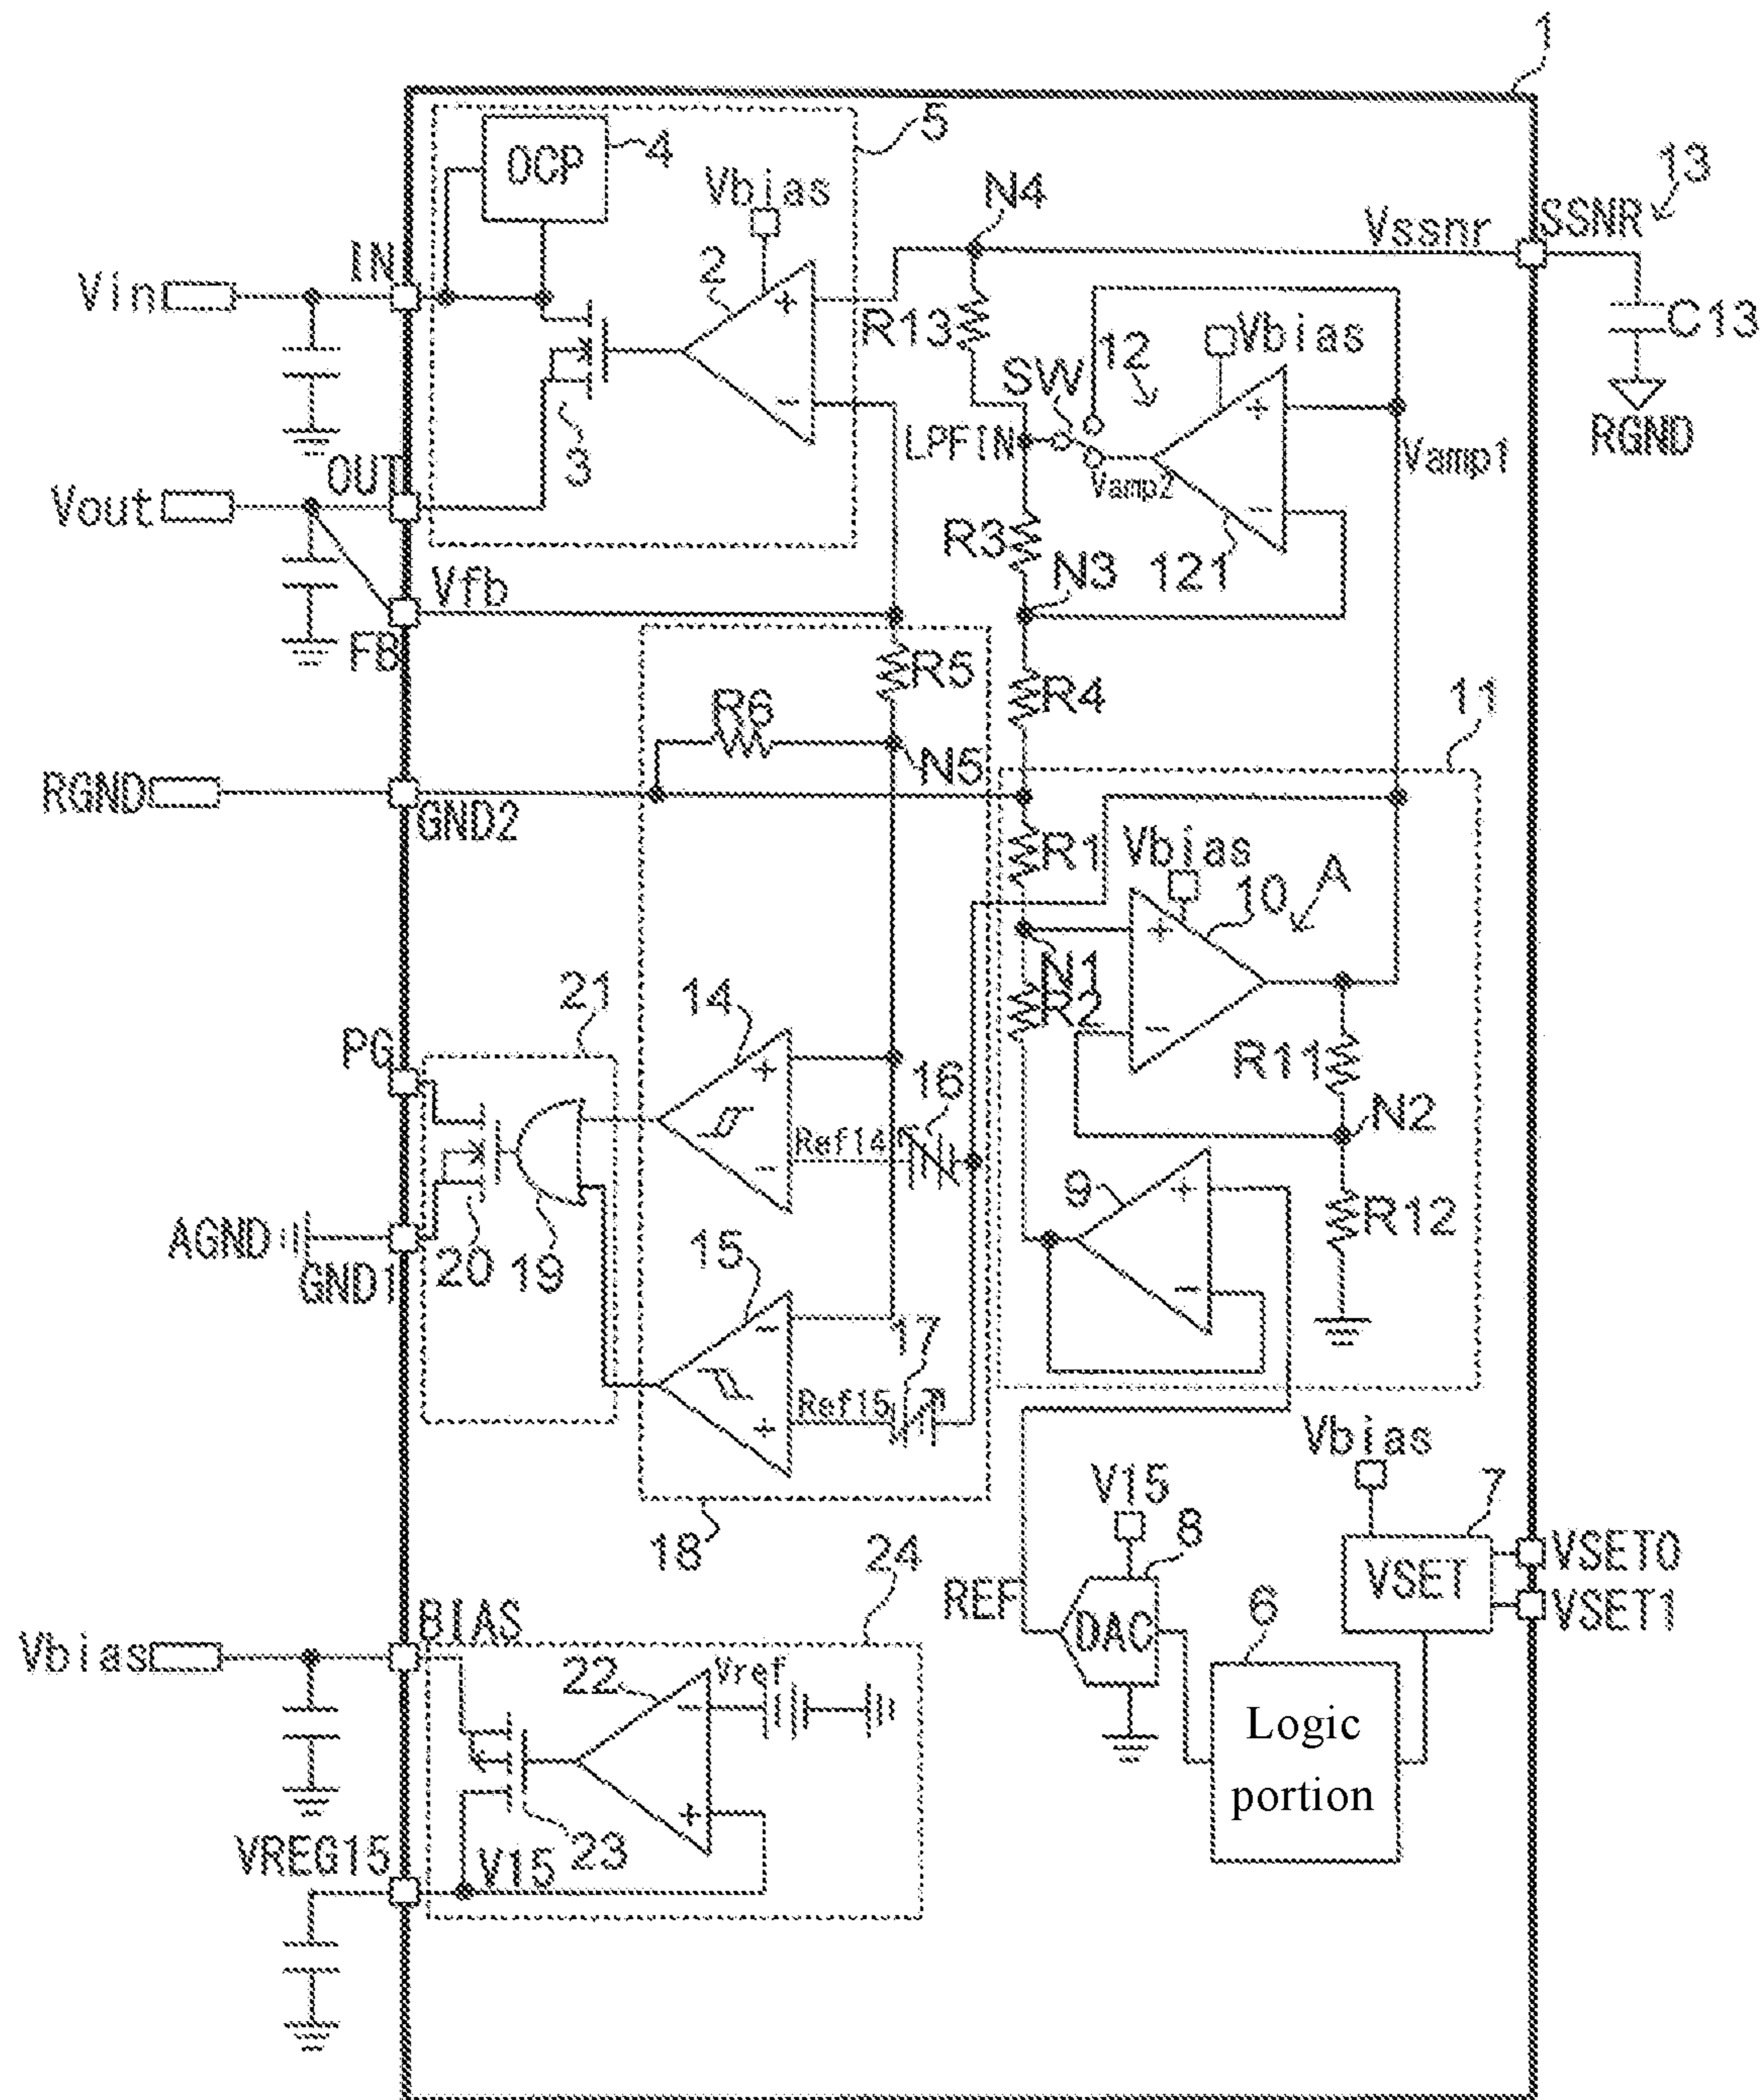 1
5
OCP
4
Vbias
N4
13
Vssnr
SSNR
IN
Vin
2
+
R13
SW
12
Vbias
C13
RGND
+
−
LPFIN
Vamp2
Vamp1
3
OUT
Vout
−
R3
N3
121
Vfb
FB
R5
R6
R4
11
N5
RGND
GND2
R1
Vbias
10
A
+
N1
21
14
R2
−
R11
PG
+
16
N2
Ref14
−
9
+
R12
AGND
GND1
20
19
15
−
−
17
Ref15
+
Vbias
V15
8
7
18
24
VSET
VSET0
VSET1
REF
DAC
6
BIAS
Vbias
22
Vref
−
Logic
portion
+
23
VREG15
V15